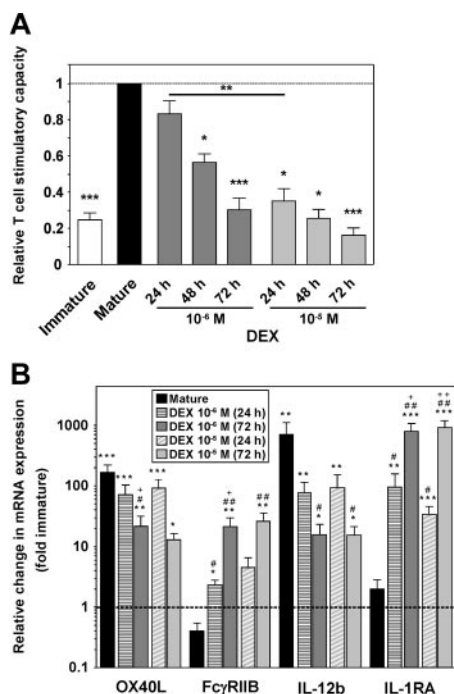 A
Relative T cell stimulatory capacity
1
0.8
0.6
0.4
0.2
0
***
**
*
***
*
*
***
Immature
Mature
24 h
48 h
72 h
24 h
48 h
72 h
10⁻⁶ M
10⁻⁵ M
DEX
B
Relative change in mRNA expression
(fold immature)
1000
100
10
1
0.1
Mature
DEX 10⁻⁶ M (24 h)
DEX 10⁻⁶ M (72 h)
DEX 10⁻⁵ M (24 h)
DEX 10⁻⁵ M (72 h)
***
***
+
#
**
***
*
#
*
+
##
**
##
**
**
**
#
*
**
#
*
#
**
+
##
***
#
***
++
##
***
OX40L
FcγRIIB
IL-12b
IL-1RA